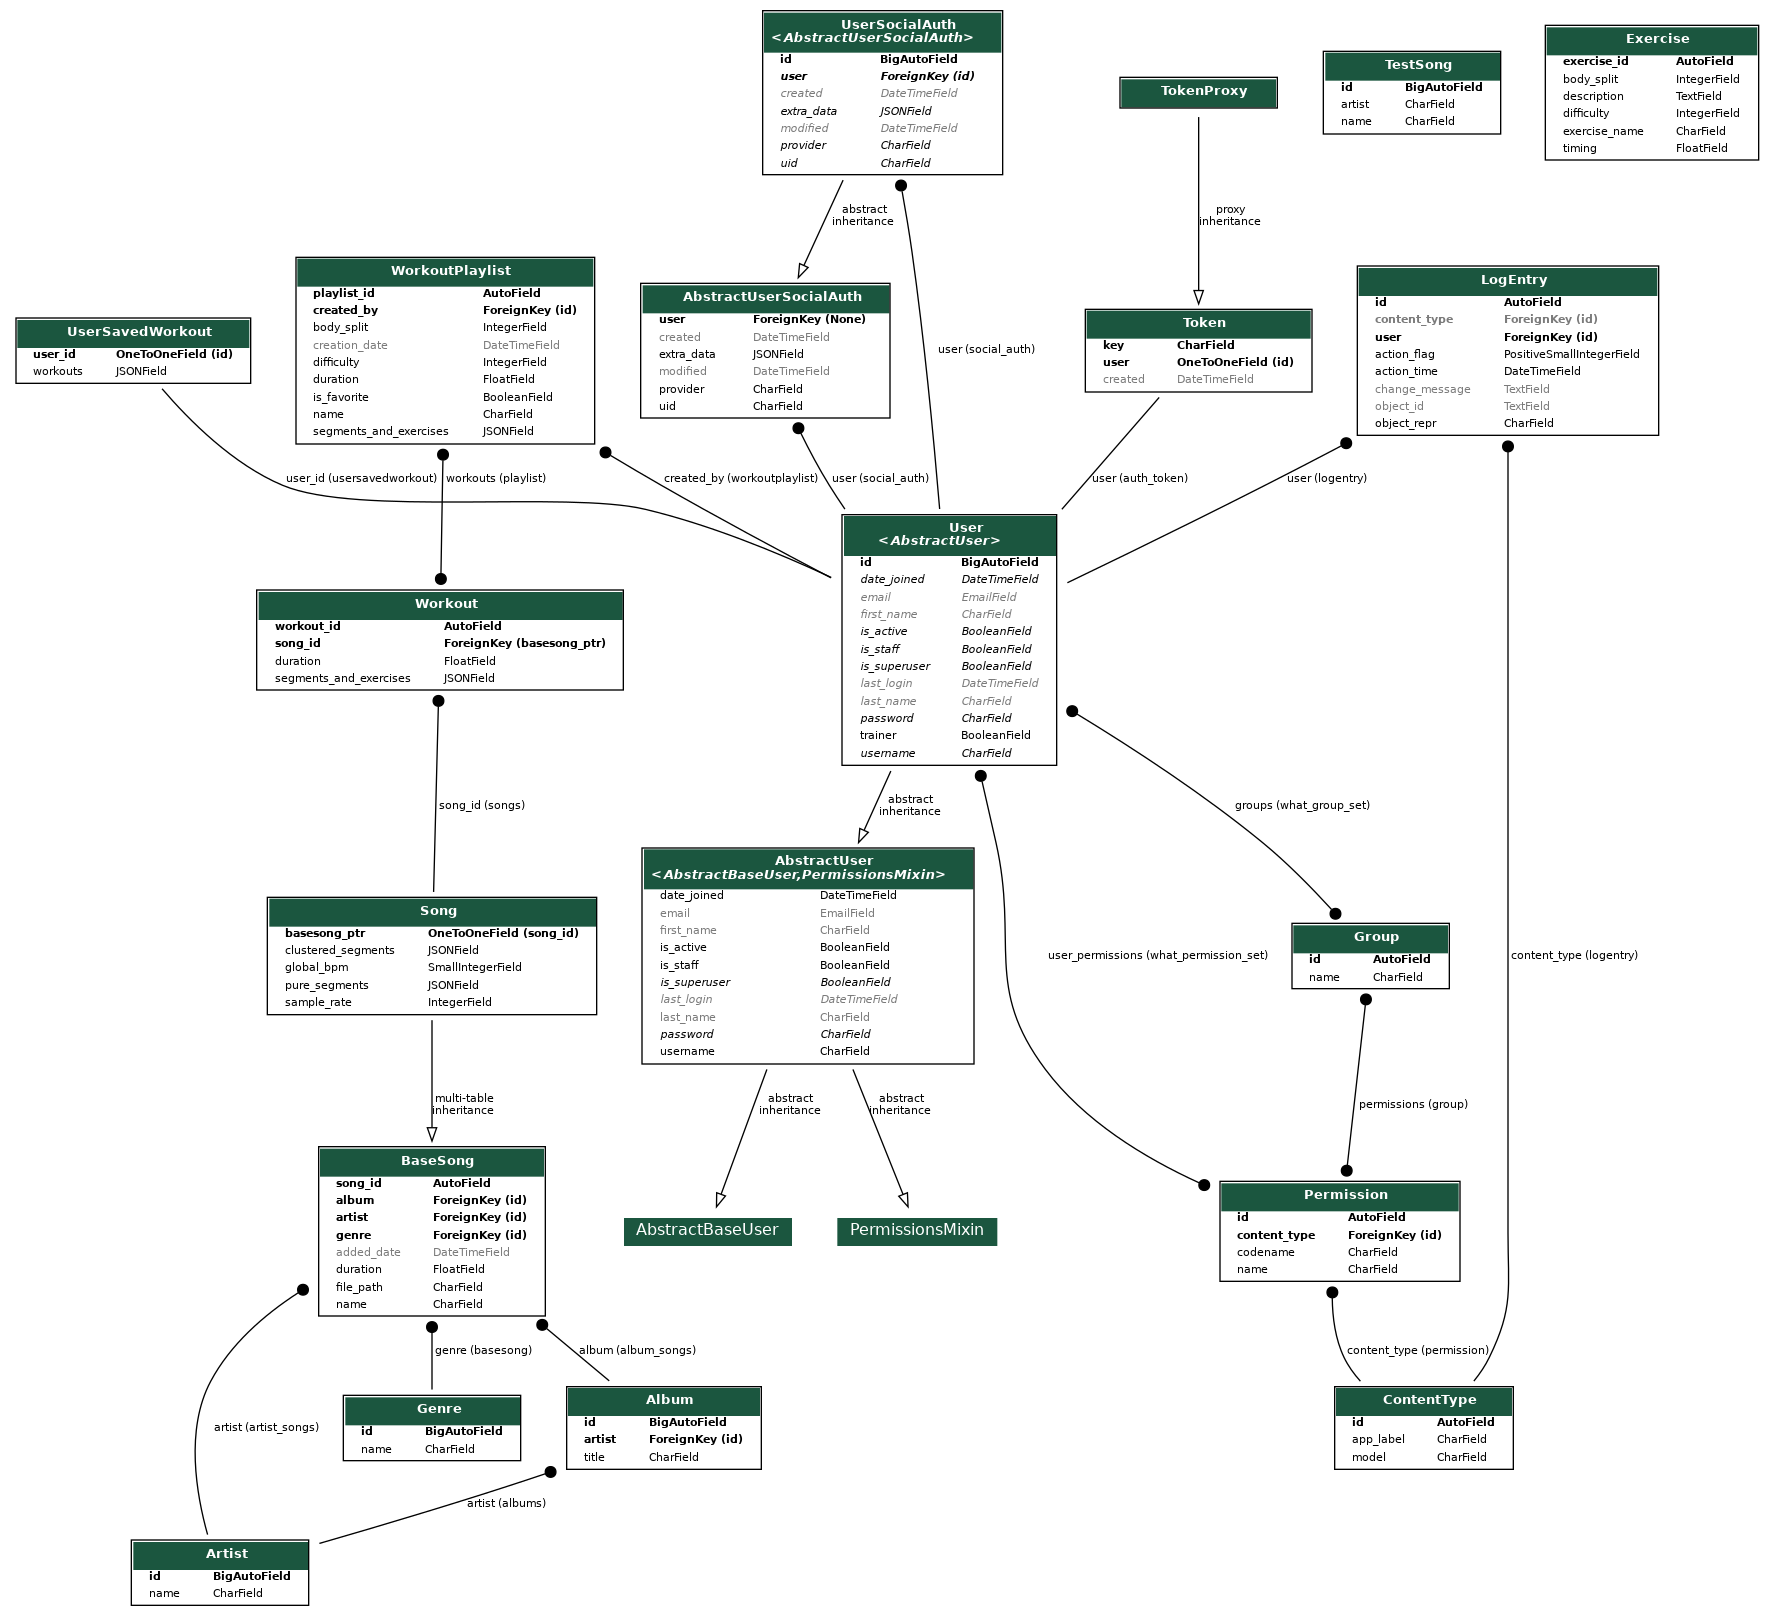 UserSocialAuth
<AbstractUserSocialAuth>
id BigAutoField
user ForeignKey (id)
created DateTimeField
extra_data JSONField
modified DateTimeField
provider CharField
uid CharField
TokenProxy
TestSong
id BigAutoField
artist CharField
name CharField
Exercise
exercise_id AutoField
body_split IntegerField
description TextField
difficulty IntegerField
exercise_name CharField
timing FloatField
abstract
inheritance
proxy
inheritance
UserSavedWorkout
user_id OneToOneField (id)
workouts JSONField
WorkoutPlaylist
playlist_id AutoField
created_by ForeignKey (id)
body_split IntegerField
creation_date DateTimeField
difficulty IntegerField
duration FloatField
is_favorite BooleanField
name CharField
segments_and_exercises JSONField
AbstractUserSocialAuth
user ForeignKey (None)
created DateTimeField
extra_data JSONField
modified DateTimeField
provider CharField
uid CharField
user (social_auth)
Token
key CharField
user OneToOneField (id)
created DateTimeField
LogEntry
id AutoField
content_type ForeignKey (id)
user ForeignKey (id)
action_flag PositiveSmallIntegerField
action_time DateTimeField
change_message TextField
object_id TextField
object_repr CharField
user_id (usersavedworkout)
workouts (playlist)
created_by (workoutplaylist)
user (social_auth)
user (auth_token)
user (logentry)
User
<AbstractUser>
id BigAutoField
date_joined DateTimeField
email EmailField
first_name CharField
is_active BooleanField
is_staff BooleanField
is_superuser BooleanField
last_login DateTimeField
last_name CharField
password CharField
trainer BooleanField
username CharField
Workout
workout_id AutoField
song_id ForeignKey (basesong_ptr)
duration FloatField
segments_and_exercises JSONField
song_id (songs)
abstract
inheritance
groups (what_group_set)
Song
basesong_ptr OneToOneField (song_id)
clustered_segments JSONField
global_bpm SmallIntegerField
pure_segments JSONField
sample_rate IntegerField
AbstractUser
<AbstractBaseUser,PermissionsMixin>
date_joined DateTimeField
email EmailField
first_name CharField
is_active BooleanField
is_staff BooleanField
is_superuser BooleanField
last_login DateTimeField
last_name CharField
password CharField
username CharField
user_permissions (what_permission_set)
Group
id AutoField
name CharField
content_type (logentry)
multi-table
inheritance
abstract
inheritance
abstract
inheritance
permissions (group)
BaseSong
song_id AutoField
album ForeignKey (id)
artist ForeignKey (id)
genre ForeignKey (id)
added_date DateTimeField
duration FloatField
file_path CharField
name CharField
AbstractBaseUser
PermissionsMixin
Permission
id AutoField
content_type ForeignKey (id)
codename CharField
name CharField
genre (basesong)
album (album_songs)
content_type (permission)
artist (artist_songs)
Genre
id BigAutoField
name CharField
Album
id BigAutoField
artist ForeignKey (id)
title CharField
ContentType
id AutoField
app_label CharField
model CharField
artist (albums)
Artist
id BigAutoField
name CharField